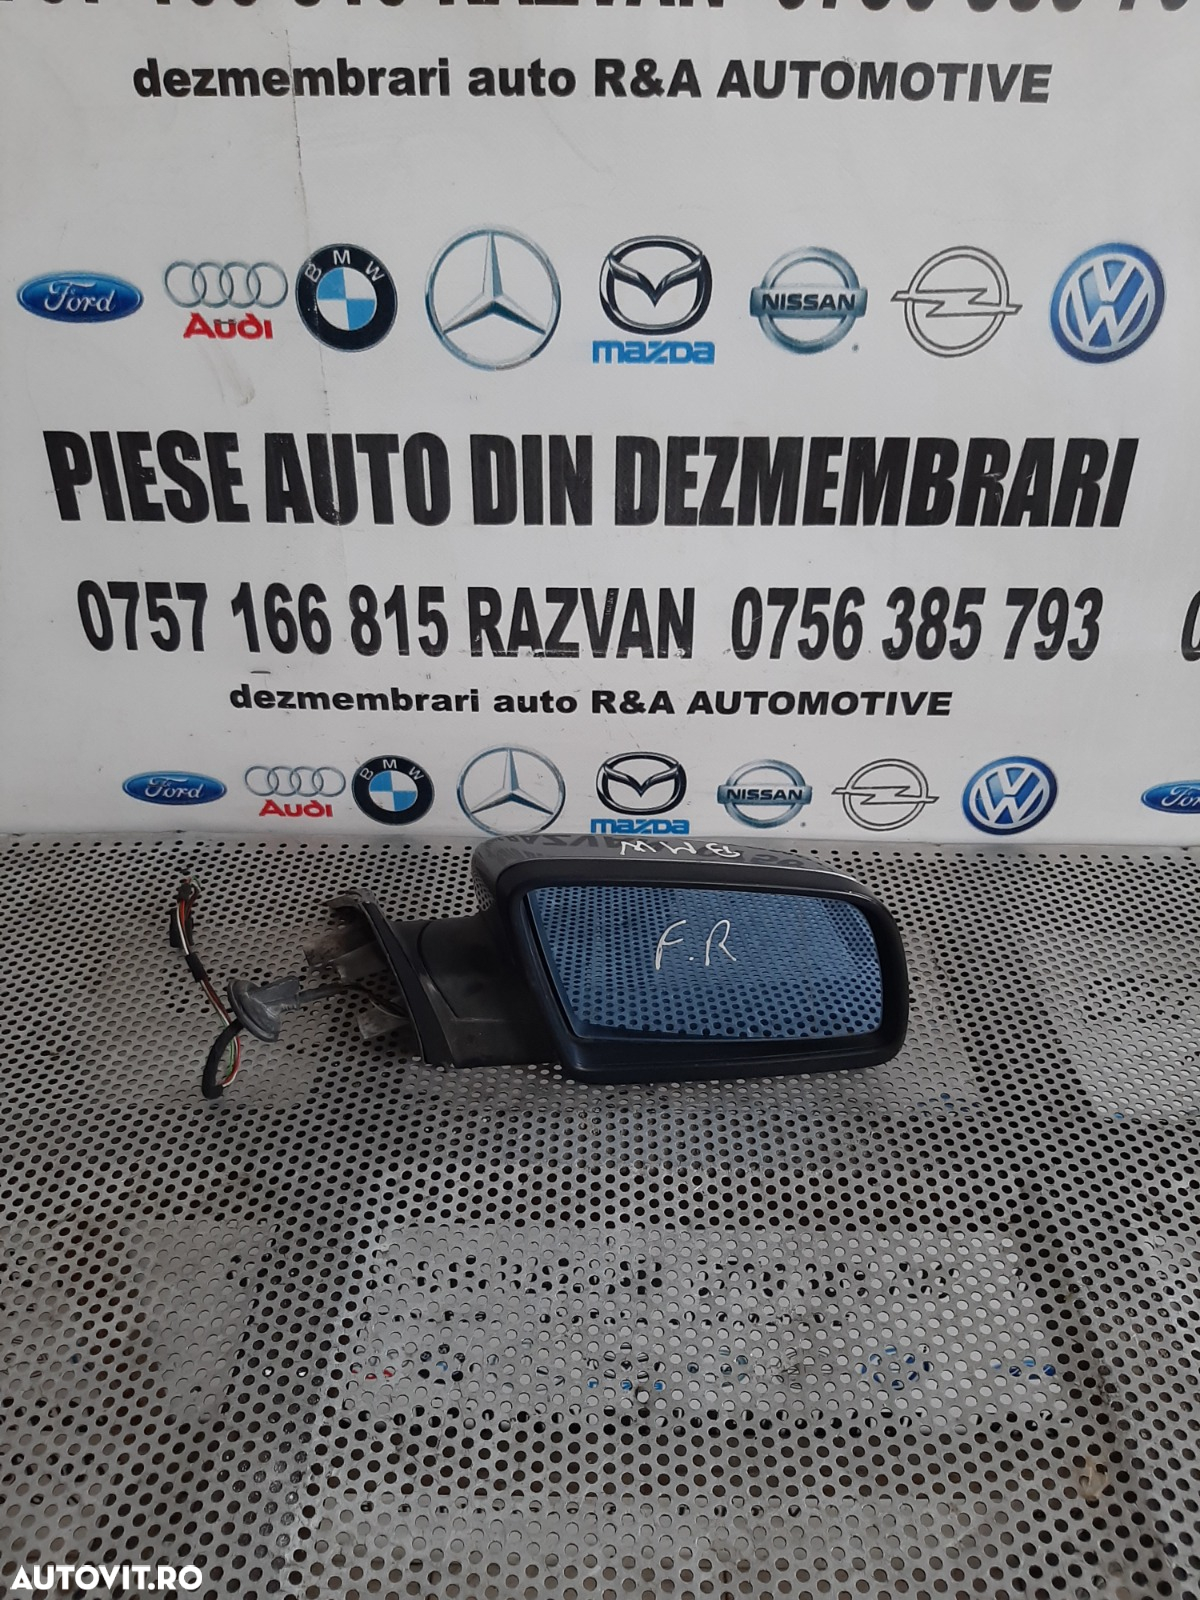 dezmembrari auto R&A AUTOMOTIVE
Ford Audi BMW mazda NISSAN
PIESE AUTO DIN DEZMEMBRARI
0757 166 815 RAZVAN 0756 385 793
dezmembrari auto R&A AUTOMOTIVE
Ford Audi BMW mazda NISSAN
BMW
F.R
AUTOVIT.RO